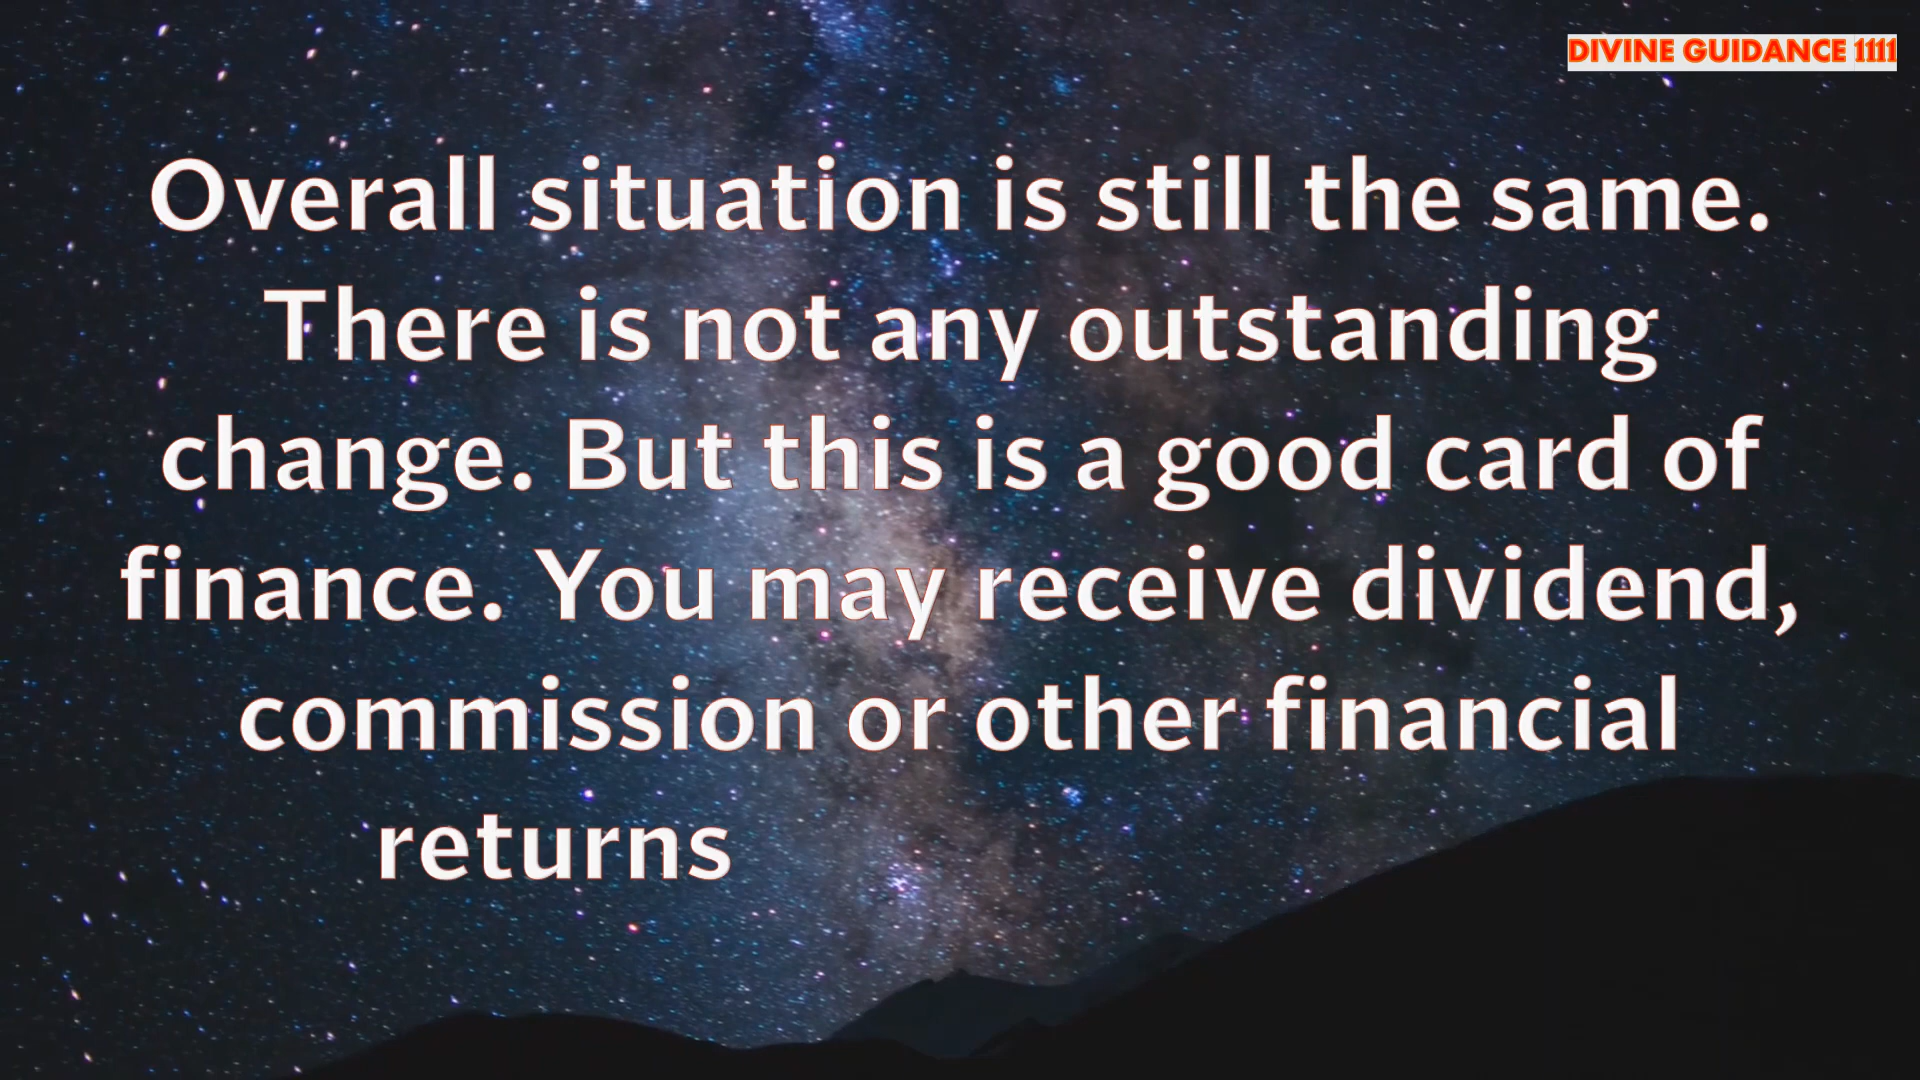 DIVINE GUIDANCE 1111
Overall situation is still the same.
There is not any outstanding
change. But this is a good card of
finance. You may receive dividend,
commission or other financial
returns